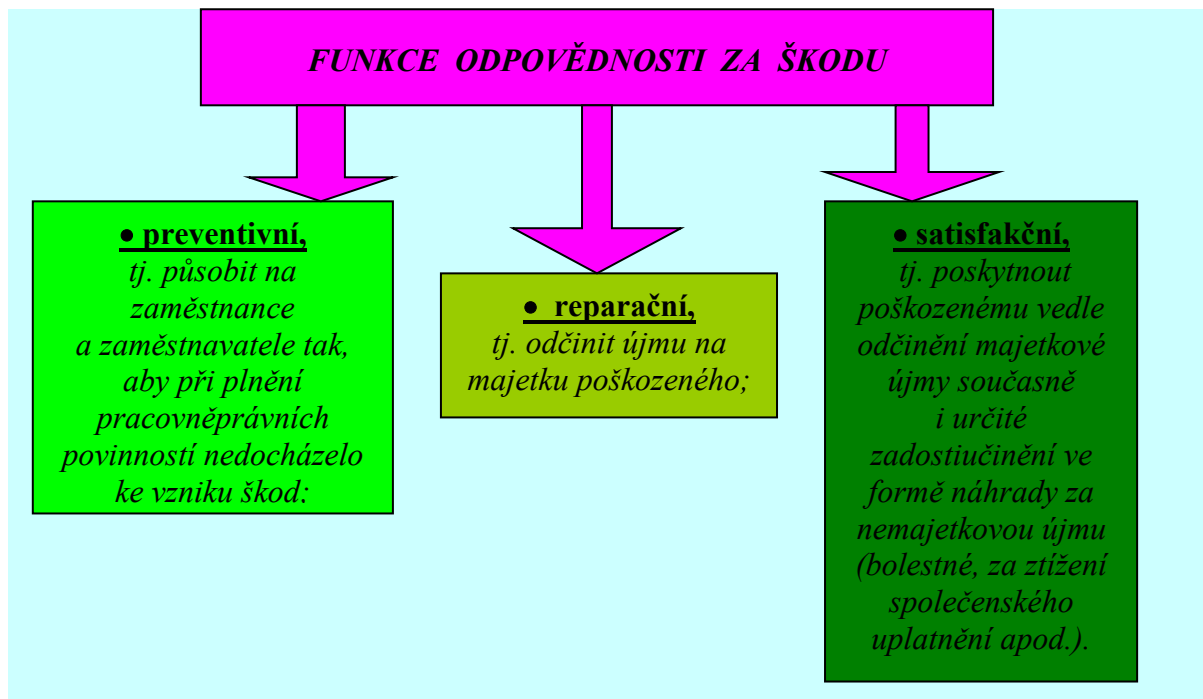 FUNKCE ODPOVĚDNOSTI ZA ŠKODU
• preventivní,
tj. působit na
zaměstnance
a zaměstnavatele tak,
aby při plnění
pracovněprávních
povinností nedocházelo
ke vzniku škod;
• reparační,
tj. odčinit újmu na
majetku poškozeného;
• satisfakční,
tj. poskytnout
poškozenému vedle
odčinění majetkové
újmy současně
i určité
zadostiučinění ve
formě náhrady za
nemajetkovou újmu
(bolestné, za ztížení
společenského
uplatnění apod.).